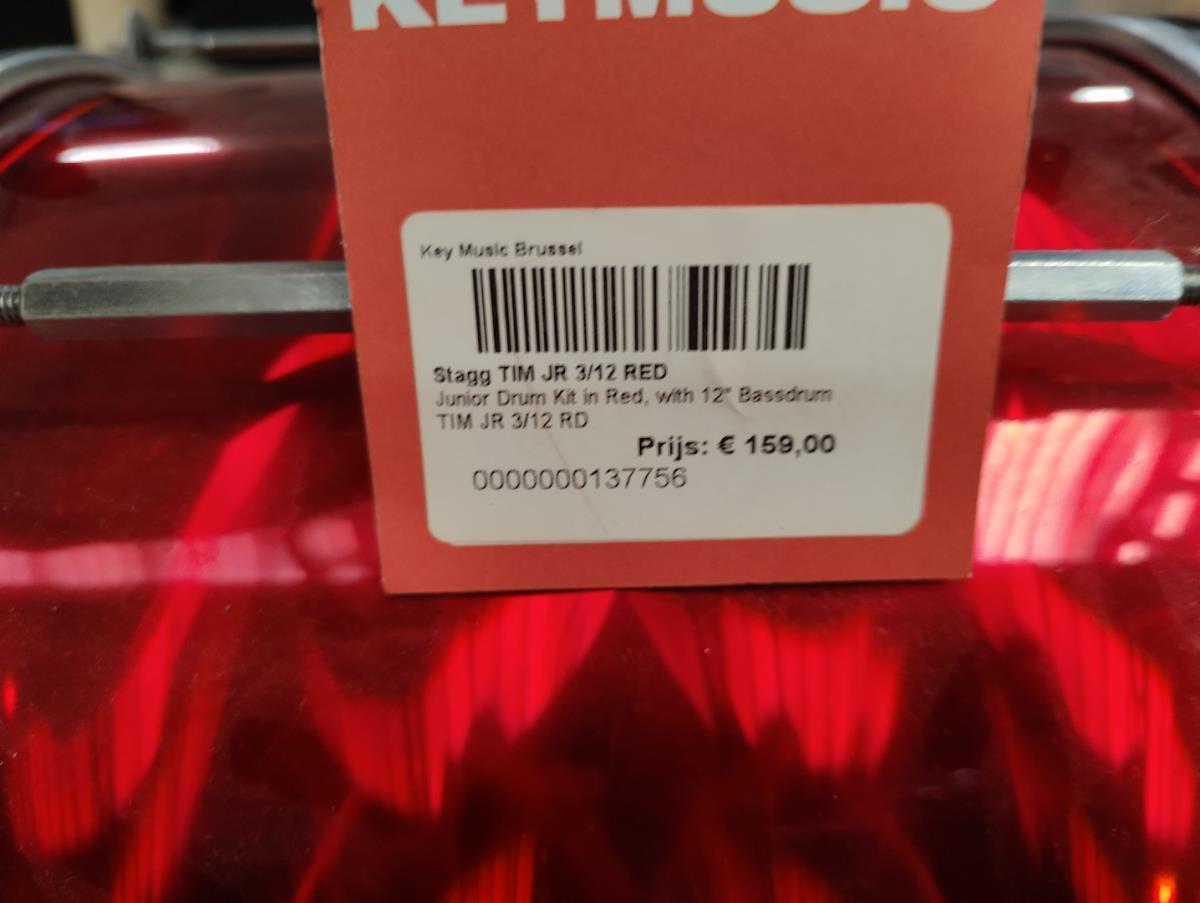 KEYMUSIC
Key Music Brussel
Stagg TIM JR 3/12 RED
Junior Drum Kit in Red, with 12" Bassdrum
TIM JR 3/12 RD
Prijs: € 159,00
0000000137756